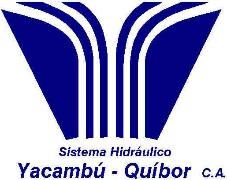 Sistema Hidráulico
Yacambú - Quíbor C.A.